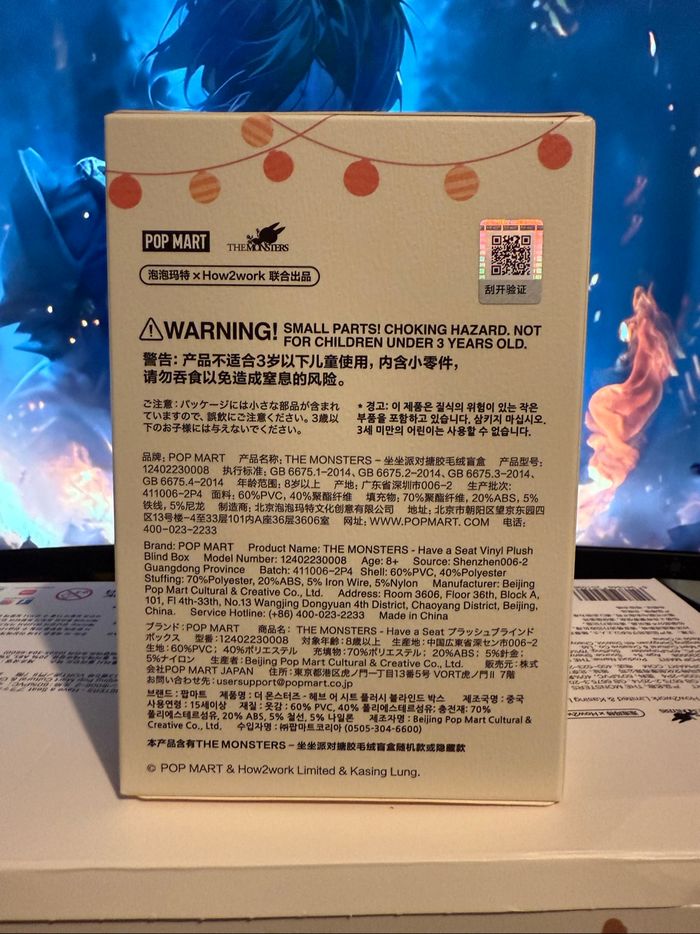 POP MART
THE MONSTERS
泡泡玛特×How2work 联合出品
刮开验证
WARNING! SMALL PARTS! CHOKING HAZARD. NOT
FOR CHILDREN UNDER 3 YEARS OLD.
警告：产品不适合3岁以下儿童使用，内含小零件，
请勿吞食以免造成窒息的风险。
ご注意：パッケージには小さな部品が含まれ
ていますので、誤飲にご注意ください。3歳以
下のお子様には与えないでください。
* 경고: 이 제품은 질식의 위험이 있는 작은
부품을 포함하고 있습니다. 삼키지 마십시오.
3세 미만의 어린이는 사용할 수 없습니다.
品牌：POP MART 产品名称：THE MONSTERS – 坐坐派对搪胶毛绒盲盒 产品型号：
12402230008 执行标准：GB 6675.1–2014、GB 6675.2–2014、GB 6675.3–2014、
GB 6675.4–2014 年龄范围：8岁以上 产地：广东省深圳市006–2 生产批次：
411006–2P4 面料：60%PVC, 40%聚酯纤维 填充物：70%聚酯纤维, 20%ABS, 5%
铁线, 5%尼龙 制造商：北京泡泡玛特文化创意有限公司 地址：北京市朝阳区望京东园四
区13号楼–4至33层101内A座36层3606室 网址：WWW.POPMART.COM 电话：
400–023–2233
Brand: POP MART Product Name: THE MONSTERS - Have a Seat Vinyl Plush
Blind Box Model Number: 12402230008 Age: 8+ Source: Shenzhen006-2
Guangdong Province Batch: 411006-2P4 Shell: 60%PVC, 40%Polyester
Stuffing: 70%Polyester, 20%ABS, 5% Iron Wire, 5%Nylon Manufacturer: Beijing
Pop Mart Cultural & Creative Co., Ltd. Address: Room 3606, Floor 36th, Block A,
101, Fl 4th-33th, No.13 Wangjing Dongyuan 4th District, Chaoyang District, Beijing,
China. Service Hotline: (+86) 400-023-2233 Made in China
ブランド：POP MART 商品名：THE MONSTERS - Have a Seat プラッシュブラインド
ボックス 型番：12402230008 対象年齢：8歳以上 生産地：中国広東省深セン市006-2
生地：60%PVC；40%ポリエステル 充填物：70%ポリエステル；20%ABS；5%針金；
5%ナイロン 生産者：Beijing Pop Mart Cultural & Creative Co., Ltd. 販売元：株式
会社POP MART JAPAN 住所：東京都港区虎ノ門一丁目13番5号 VORT虎ノ門II 7階
お問い合わせ先：usersupport@popmart.co.jp
브랜드 : 팝마트 제품명 : 더 몬스터즈 - 헤브 어 시트 플러시 블라인드 박스 제조국명 : 중국
사용연령 : 15세이상 재질 : 옷감 : 60% PVC, 40% 폴리에스테르섬유; 충전재: 70%
폴리에스테르섬유, 20% ABS, 5% 철선, 5% 나일론 제조자명 : Beijing Pop Mart Cultural &
Creative Co., Ltd. 수입자명 : ㈜팝마트코리아 (0505-304-6600)
本产品含有THE MONSTERS – 坐坐派对搪胶毛绒盲盒随机款或隐藏款
© POP MART & How2work Limited & Kasing Lung.